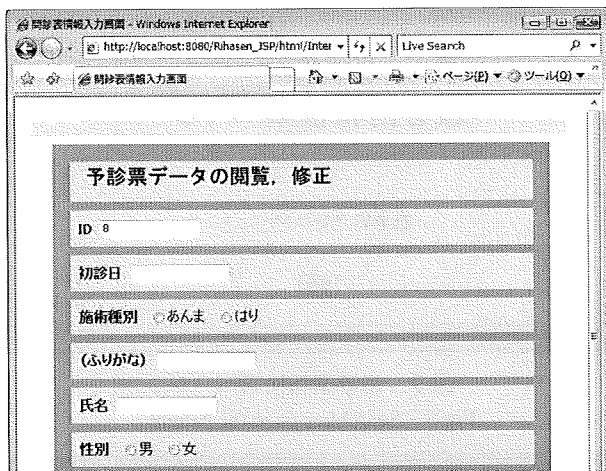 問診表情報入力画面 - Windows Internet Explorer
http://localhost:8080/Rihasen_JSP/html/Inter
Live Search
問診表情報入力画面
ページ(P) ツール(O)
予診票データの閲覧，修正
ID 8
初診日
施術種別 あんま はり
(ふりがな)
氏名
性別 男 女